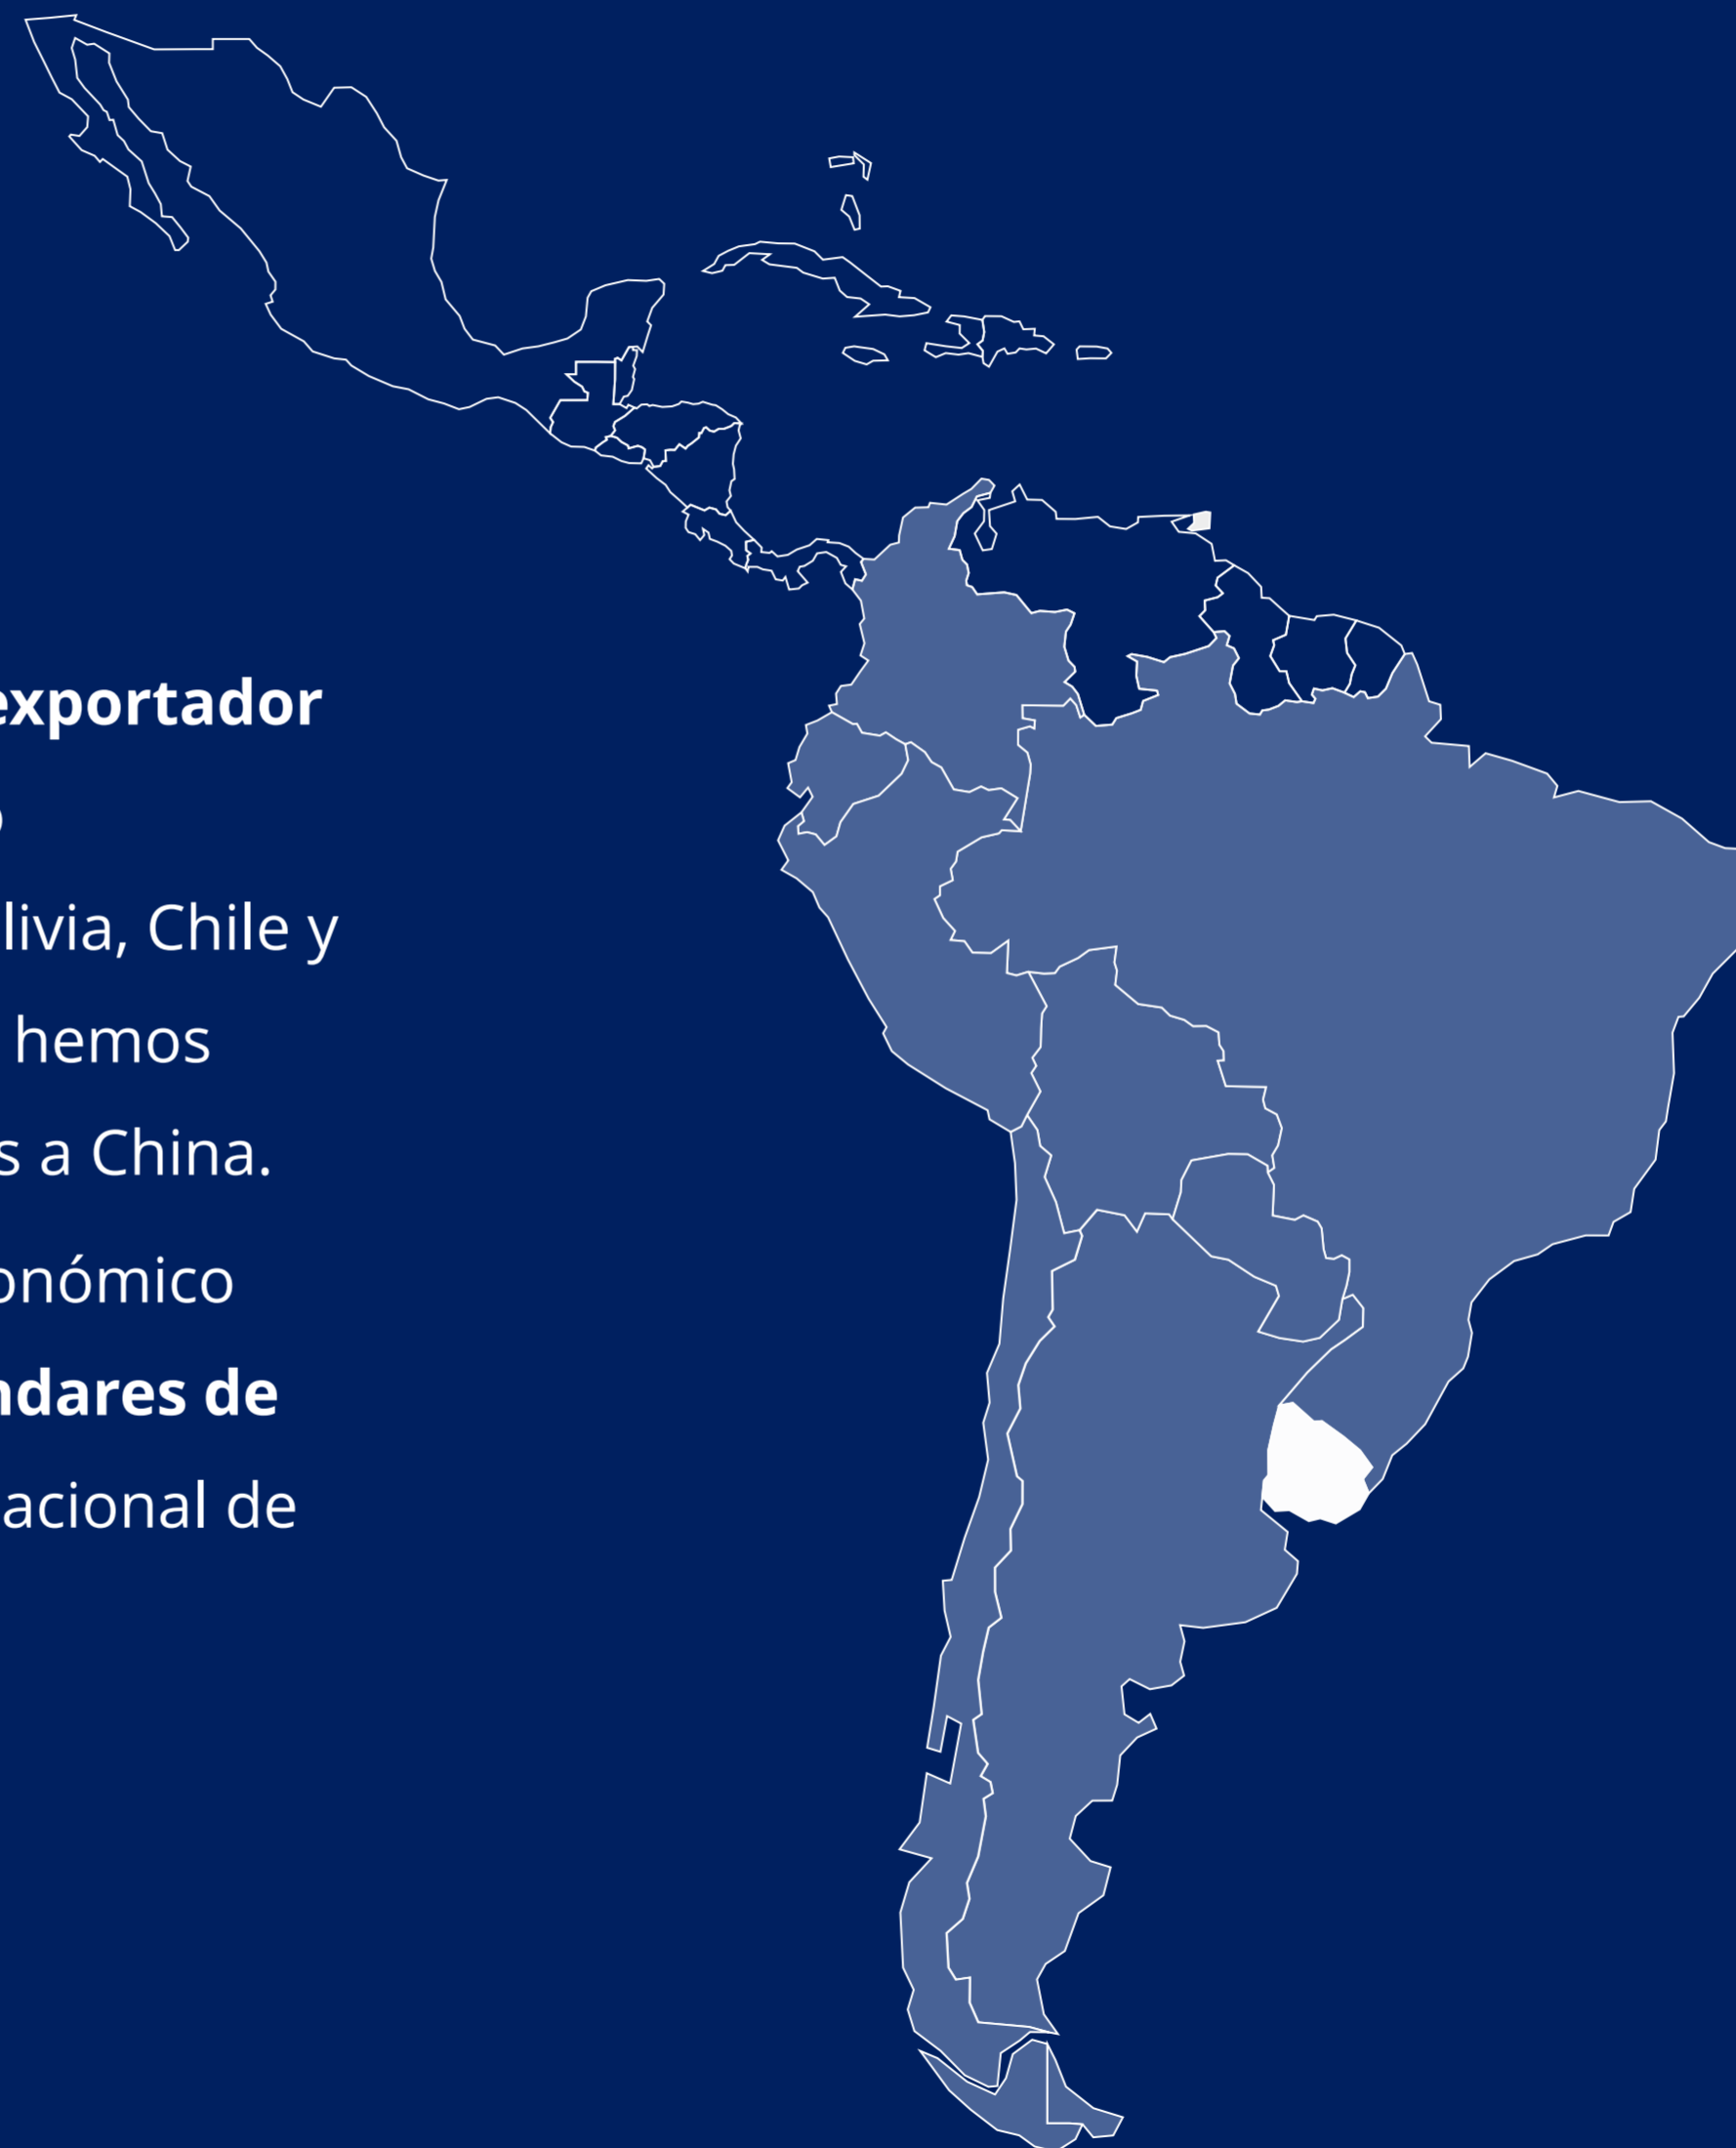 exportador
livia, Chile y
hemos
s a China.
onómico
ndares de
acional de